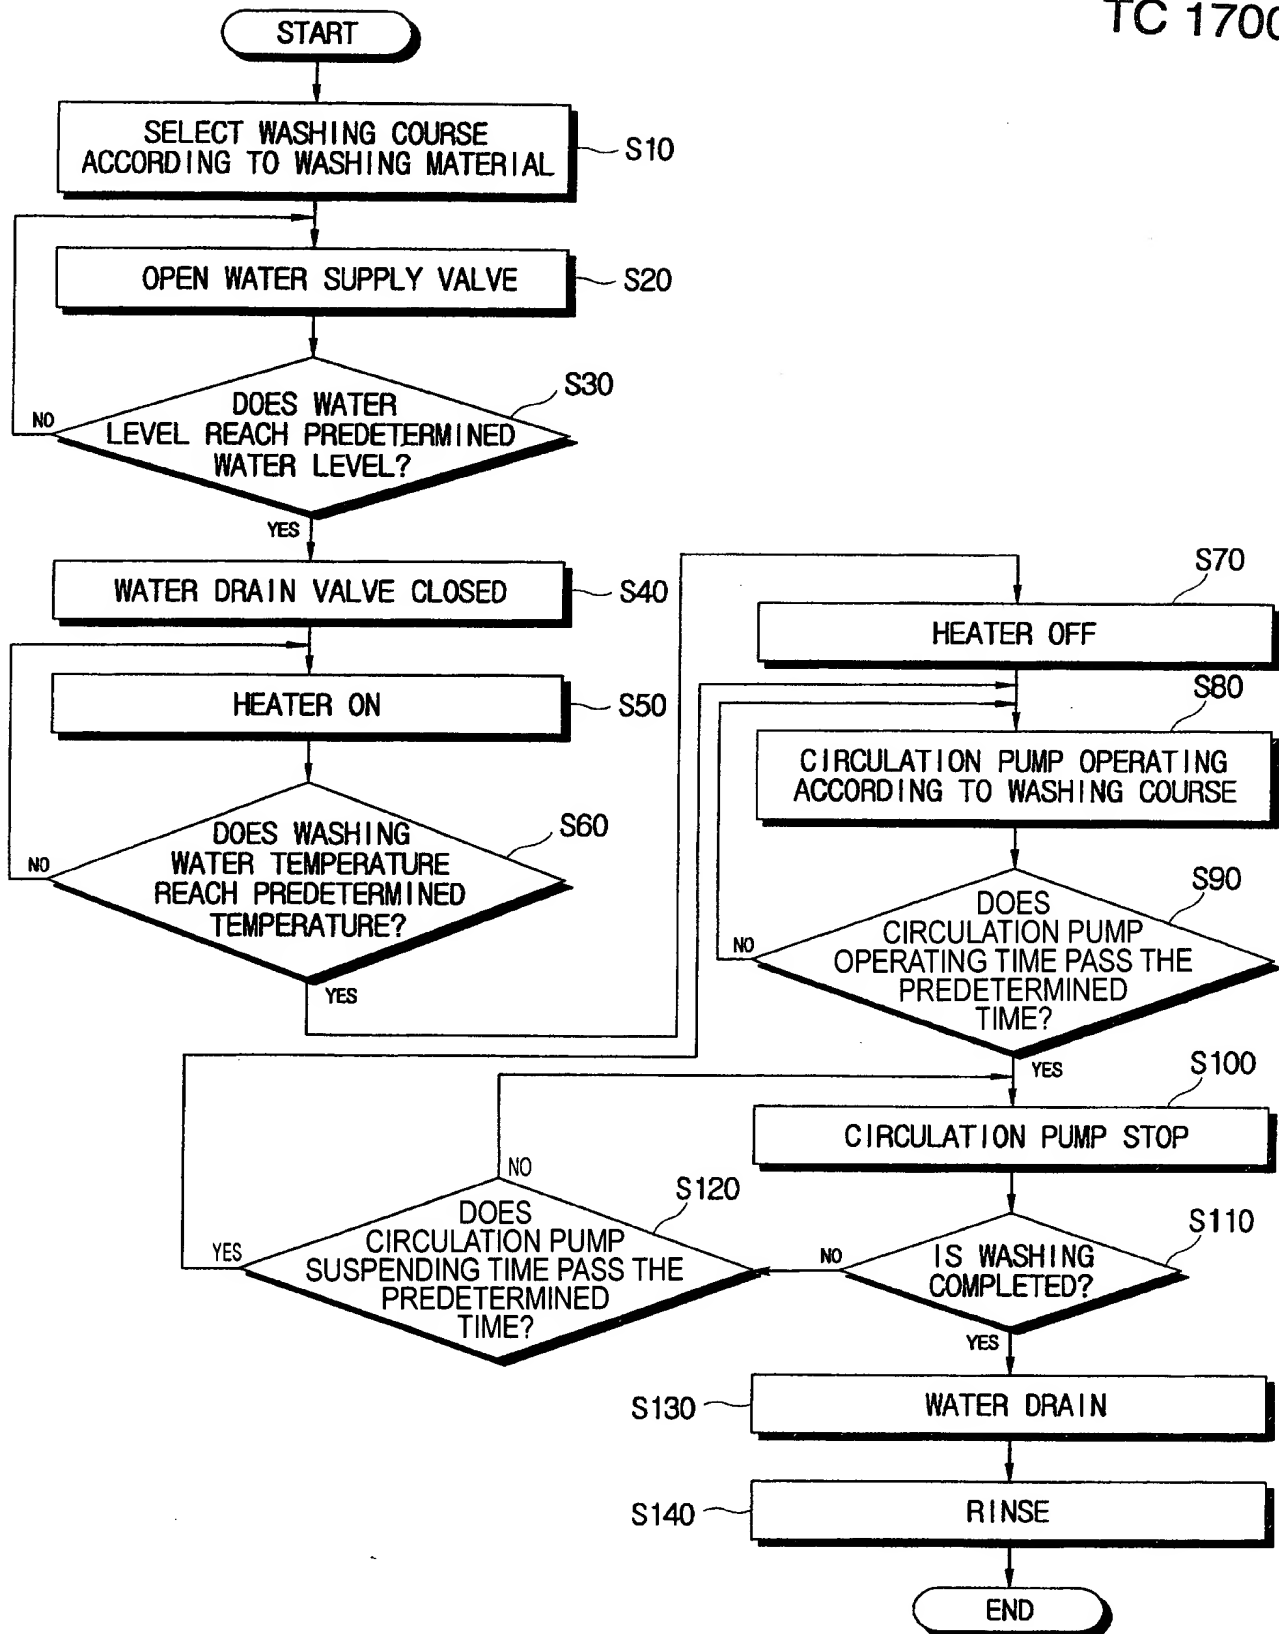 TC 1700
START
SELECT WASHING COURSE
ACCORDING TO WASHING MATERIAL
S10
OPEN WATER SUPPLY VALVE
S20
DOES WATER
LEVEL REACH PREDETERMINED
WATER LEVEL?
S30
NO
YES
WATER DRAIN VALVE CLOSED
S40
HEATER ON
S50
DOES WASHING
WATER TEMPERATURE
REACH PREDETERMINED
TEMPERATURE?
S60
NO
YES
HEATER OFF
S70
CIRCULATION PUMP OPERATING
ACCORDING TO WASHING COURSE
S80
DOES
CIRCULATION PUMP
OPERATING TIME PASS THE
PREDETERMINED
TIME?
S90
NO
YES
CIRCULATION PUMP STOP
S100
IS WASHING
COMPLETED?
S110
NO
YES
DOES
CIRCULATION PUMP
SUSPENDING TIME PASS THE
PREDETERMINED
TIME?
S120
NO
YES
WATER DRAIN
S130
RINSE
S140
END